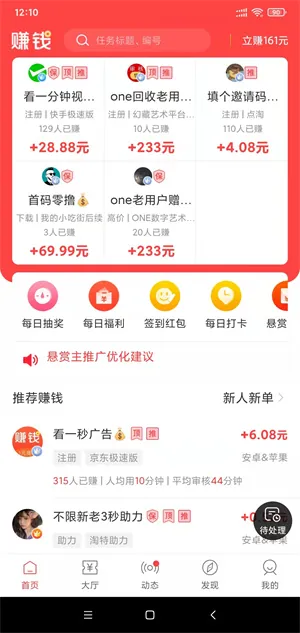 12:10
赚钱
任务标题、编号
立赚161元
保 顶 推
看一分钟视频...
注册 | 快手极速版
129人已赚
+28.88元
顶 推
one回收老用...
注册 | 幻藏艺术平台...
10人已赚
+233元
推
填个邀请码...
注册 | 点淘
110人已赚
+4.08元
保
首码零撸💰
下载 | 我的小吃街后续
3人已赚
+69.99元
one老用户赠...
高价 | ONE数字艺术...
20人已赚
+233元
每日抽奖
每日福利
签到红包
每日打卡
悬赏
悬赏主推广优化建议
推荐赚钱
新人新单
赚钱
看一秒广告💰 顶 推
+6.08元
注册 京东极速版
安卓&苹果
315人已赚 | 人均用10分钟 | 平均审核44分钟
不限新老3秒助力 保 顶 推
助力 淘特助力
安卓&苹果
待处理
首页
大厅
动态
发现
我的